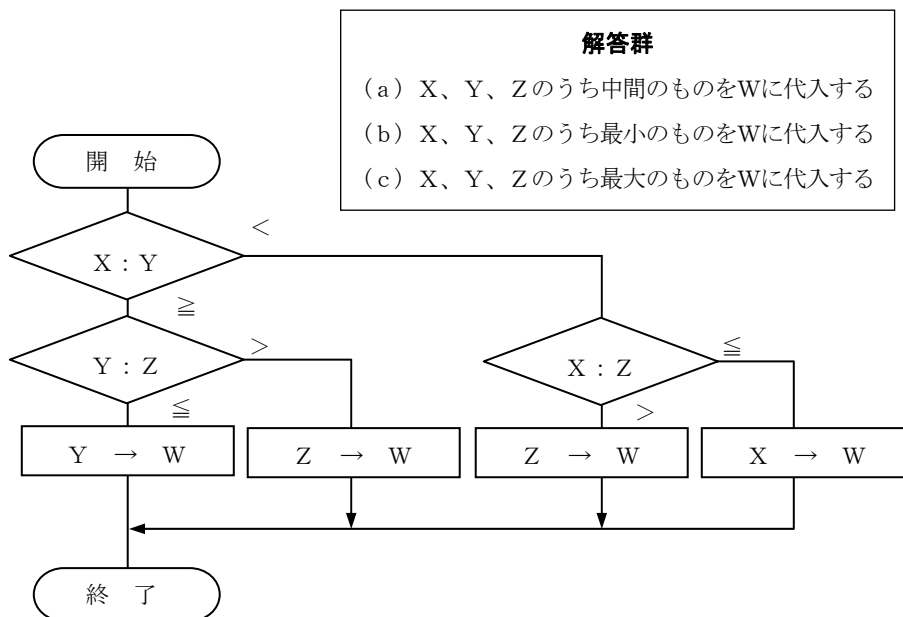 解答群
(a) X、Y、Zのうち中間のものをWに代入する
(b) X、Y、Zのうち最小のものをWに代入する
(c) X、Y、Zのうち最大のものをWに代入する
開 始
<
X : Y
≧
Y : Z
>
X : Z
≦
≦
>
Y → W
Z → W
Z → W
X → W
終 了